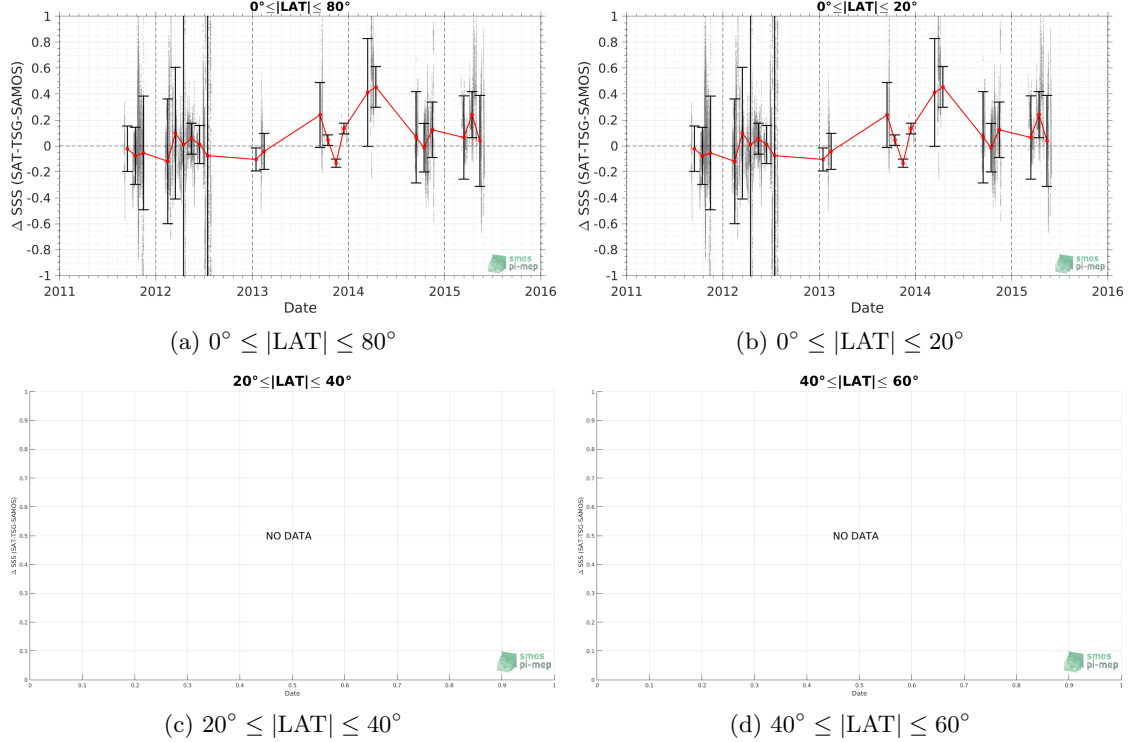 0°≤|LAT|≤ 80°
Δ SSS (SAT-TSG-SAMOS)
1
0.8
0.6
0.4
0.2
0
-0.2
-0.4
-0.6
-0.8
-1
2011 2012 2013 2014 2015 2016
Date
smos
pi-mep
(a) 0° ≤ |LAT| ≤ 80°
0°≤|LAT|≤ 20°
Δ SSS (SAT-TSG-SAMOS)
1
0.8
0.6
0.4
0.2
0
-0.2
-0.4
-0.6
-0.8
-1
2011 2012 2013 2014 2015 2016
Date
smos
pi-mep
(b) 0° ≤ |LAT| ≤ 20°
20°≤|LAT|≤ 40°
Δ SSS (SAT-TSG-SAMOS)
1
0.9
0.8
0.7
0.6
0.5
0.4
0.3
0.2
0.1
0
NO DATA
0 0.1 0.2 0.3 0.4 0.5 0.6 0.7 0.8 0.9 1
Date
smos
pi-mep
(c) 20° ≤ |LAT| ≤ 40°
40°≤|LAT|≤ 60°
Δ SSS (SAT-TSG-SAMOS)
1
0.9
0.8
0.7
0.6
0.5
0.4
0.3
0.2
0.1
0
NO DATA
0 0.1 0.2 0.3 0.4 0.5 0.6 0.7 0.8 0.9 1
Date
smos
pi-mep
(d) 40° ≤ |LAT| ≤ 60°